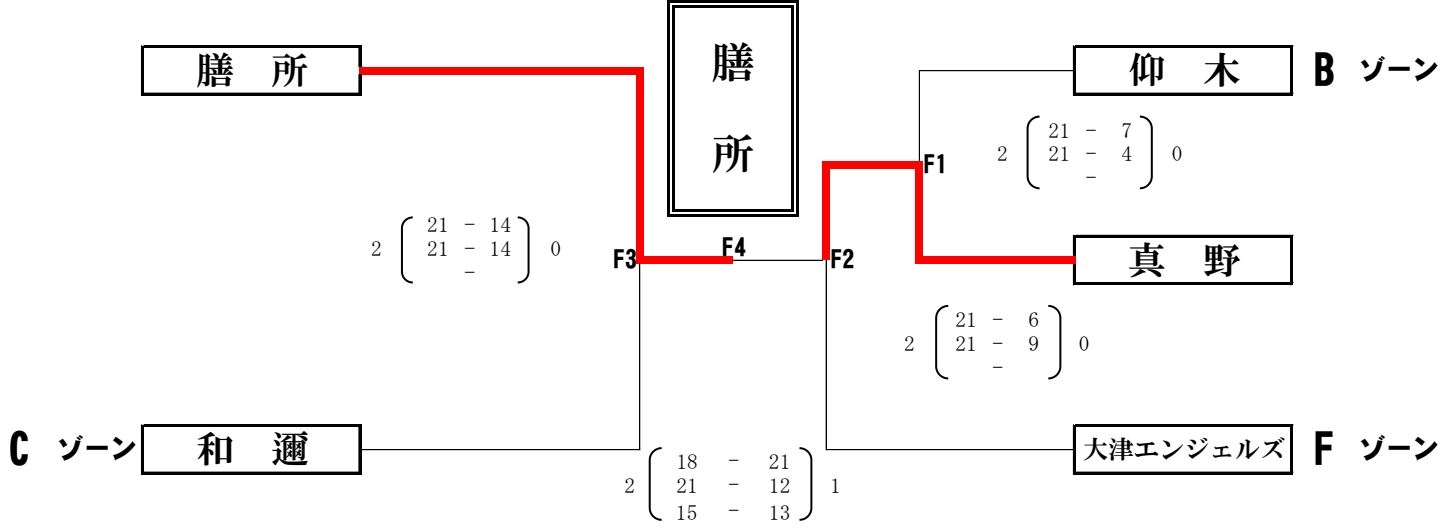 膳所
膳 所
仰 木
B ゾーン
2 21 - 7 0
21 - 4
-
F1
2 21 - 14 0
21 - 14
-
F3
F4
F2
真 野
2 21 - 6 0
21 - 9
-
C ゾーン
和 邇
大津エンジェルズ
F ゾーン
2 18 - 21 1
21 - 12
15 - 13